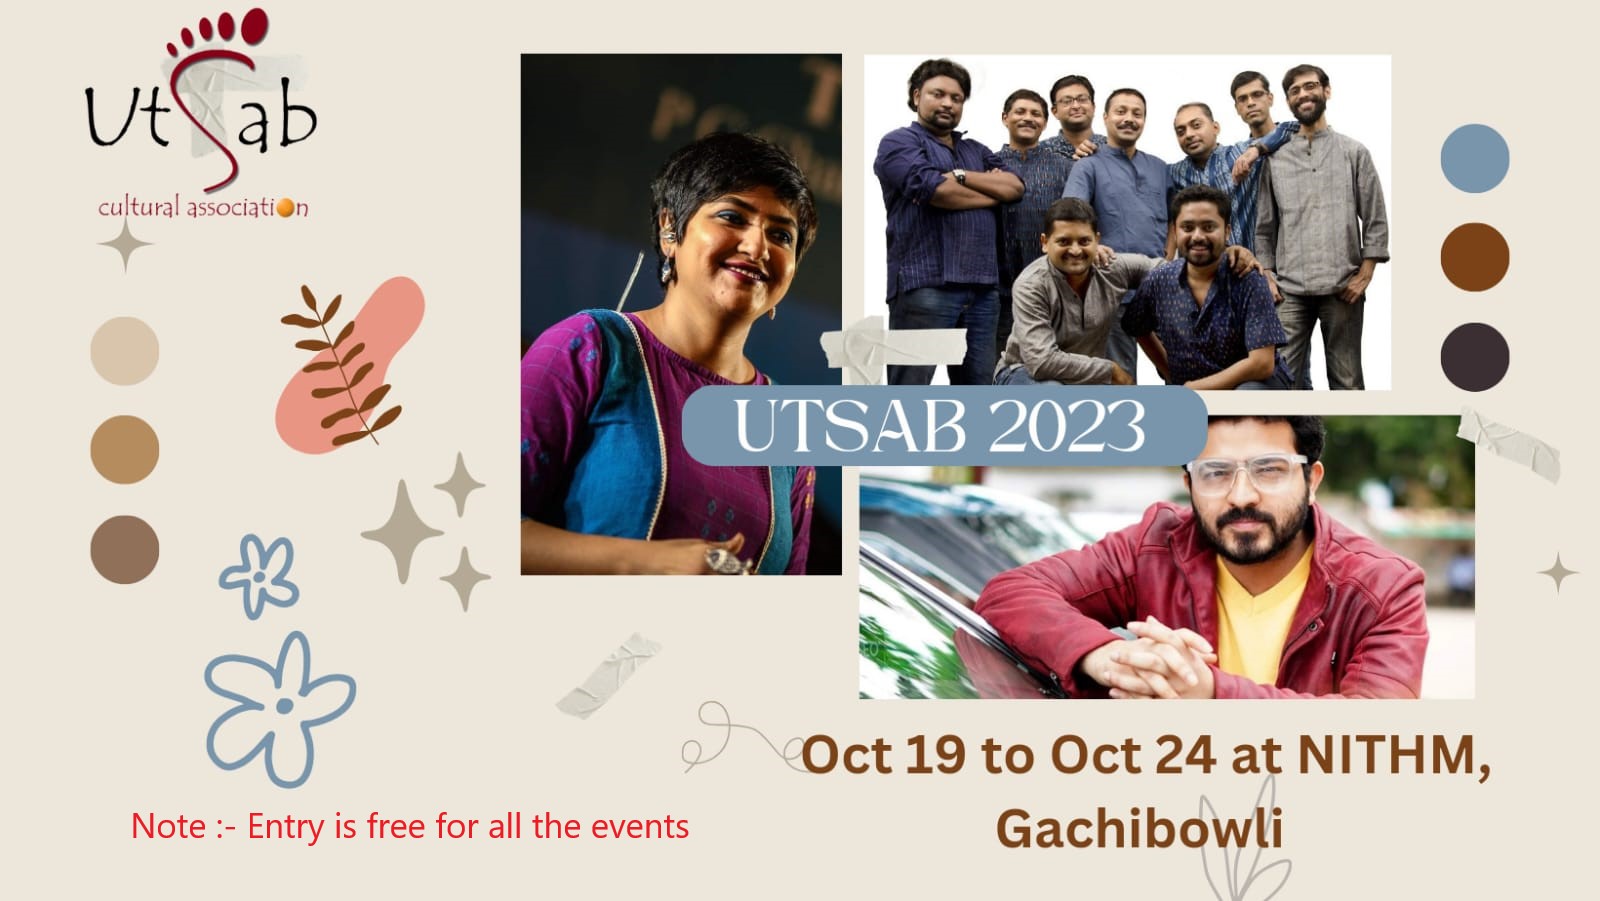 Utsab
cultural association
UTSAB 2023
Oct 19 to Oct 24 at NITHM,
Gachibowli
Note :- Entry is free for all the events